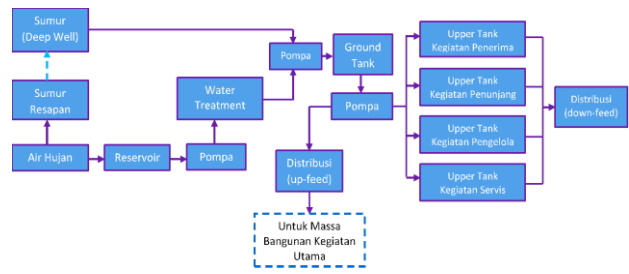 Sumur
(Deep Well)
Sumur
Resapan
Air Hujan
Reservoir
Pompa
Water
Treatment
Pompa
Ground
Tank
Pompa
Distribusi
(up-feed)
Untuk Massa
Bangunan Kegiatan
Utama
Upper Tank
Kegiatan Penerima
Upper Tank
Kegiatan Penunjang
Upper Tank
Kegiatan Pengelola
Upper Tank
Kegiatan Servis
Distribusi
(down-feed)